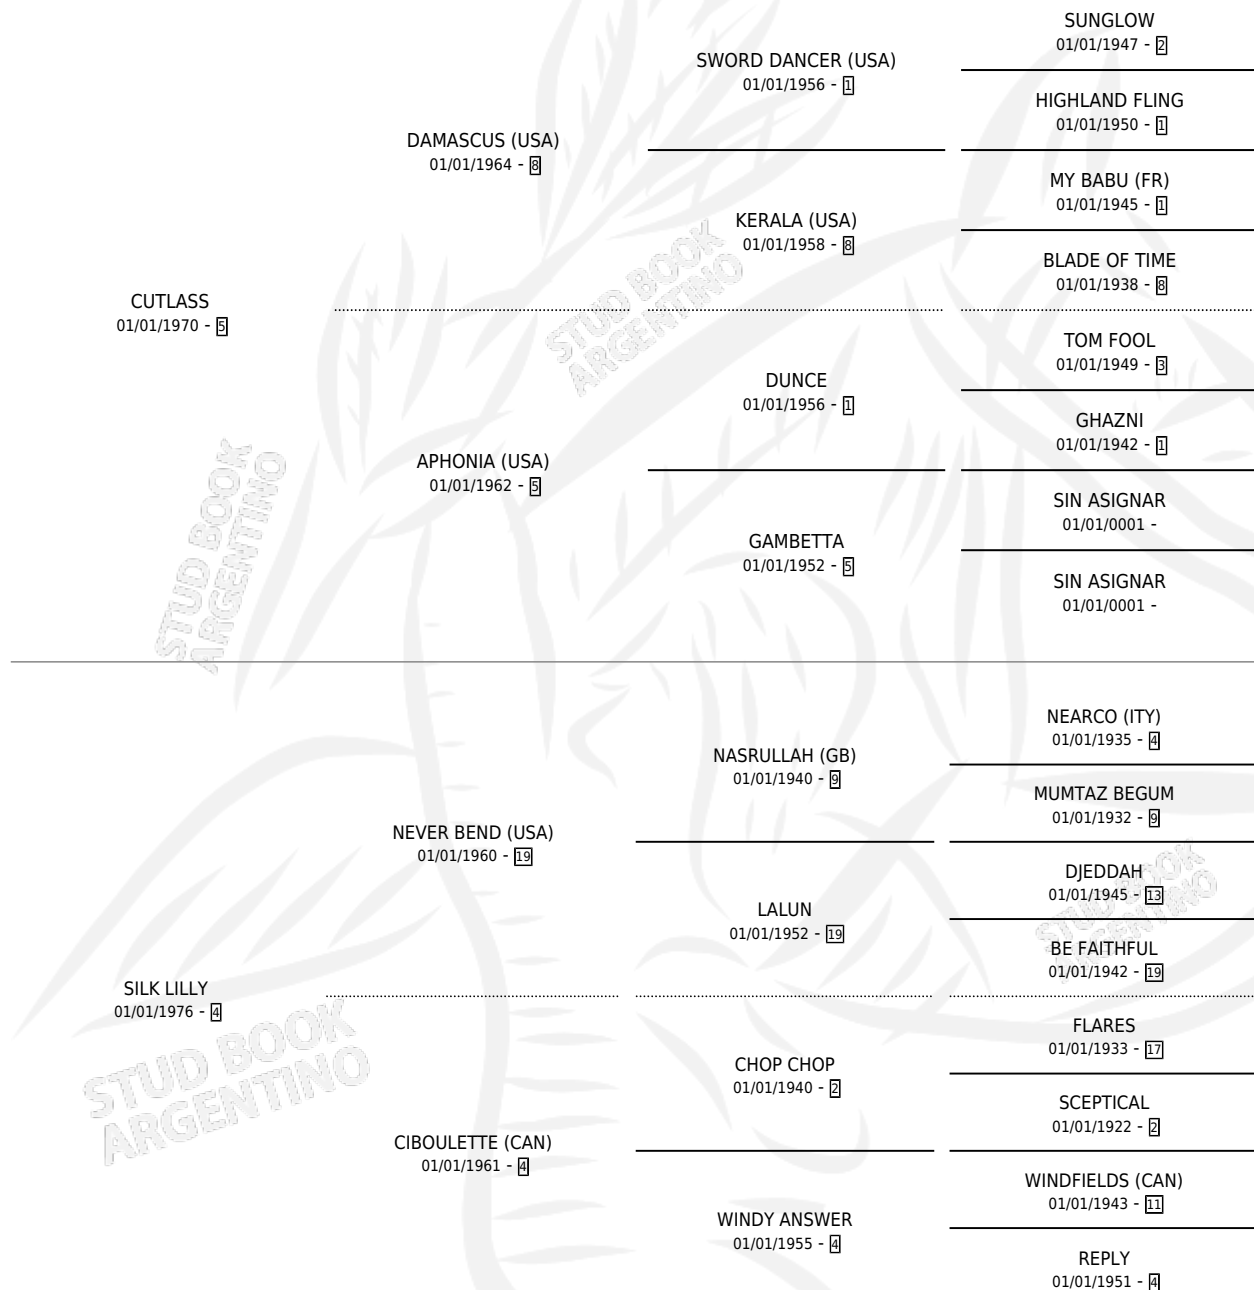 SUNGLOW
01/01/1947 - 2
SWORD DANCER (USA)
01/01/1956 - 1
HIGHLAND FLING
01/01/1950 - 1
DAMASCUS (USA)
01/01/1964 - 8
MY BABU (FR)
01/01/1945 - 1
KERALA (USA)
01/01/1958 - 8
BLADE OF TIME
01/01/1938 - 8
CUTLASS
01/01/1970 - 5
TOM FOOL
01/01/1949 - 3
DUNCE
01/01/1956 - 1
GHAZNI
01/01/1942 - 1
APHONIA (USA)
01/01/1962 - 5
SIN ASIGNAR
01/01/0001 -
GAMBETTA
01/01/1952 - 5
SIN ASIGNAR
01/01/0001 -
STUD BOOK
ARGENTINO
STUD BOOK
ARGENTINO
NEARCO (ITY)
01/01/1935 - 4
NASRULLAH (GB)
01/01/1940 - 9
MUMTAZ BEGUM
01/01/1932 - 9
NEVER BEND (USA)
01/01/1960 - 19
DJEDDAH
01/01/1945 - 13
LALUN
01/01/1952 - 19
BE FAITHFUL
01/01/1942 - 19
STUD BOOK
ARGENTINO
SILK LILLY
01/01/1976 - 4
FLARES
01/01/1933 - 17
CHOP CHOP
01/01/1940 - 2
SCEPTICAL
01/01/1922 - 2
STUD BOOK
ARGENTINO
CIBOULETTE (CAN)
01/01/1961 - 4
WINDFIELDS (CAN)
01/01/1943 - 11
WINDY ANSWER
01/01/1955 - 4
REPLY
01/01/1951 - 4